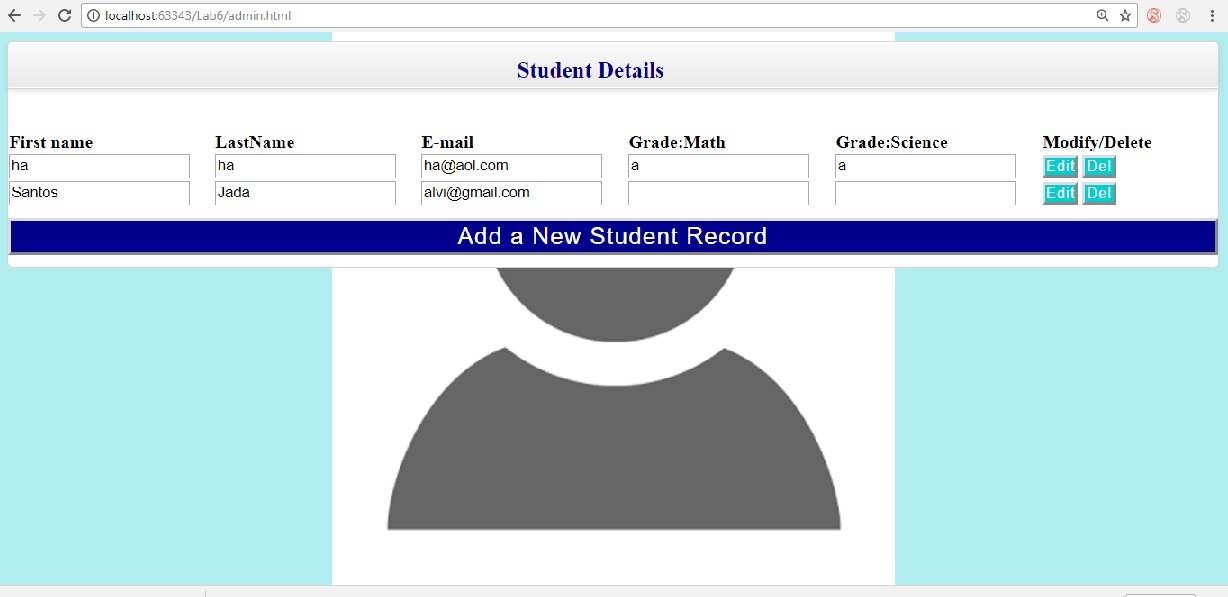 localhost:63343/Lab6/admin.html
Student Details
First name LastName E-mail Grade:Math Grade:Science Modify/Delete
ha ha ha@aol.com a a Edit Del
Santos Jada alvi@gmail.com Edit Del
Add a New Student Record